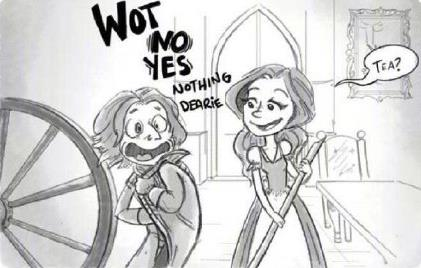 WOT
NO
YES
NOTHING
DEARIE
TEA?